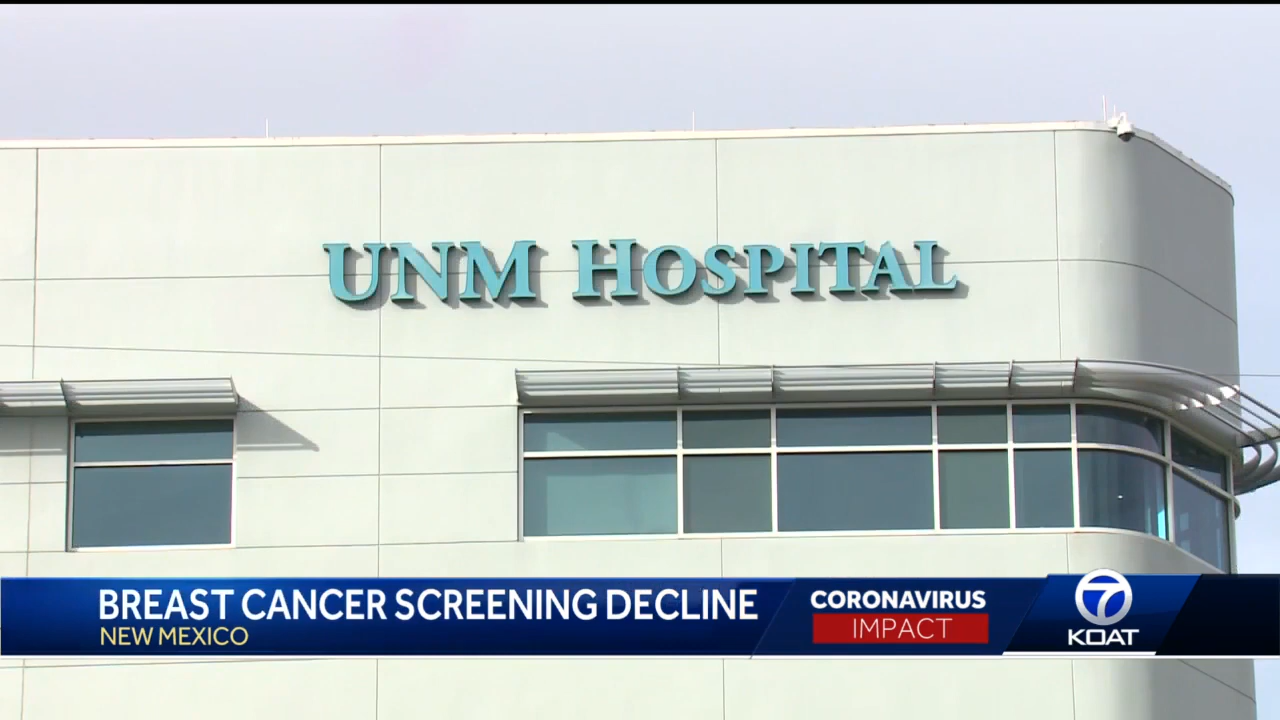 UNM HOSPITAL
BREAST CANCER SCREENING DECLINE
NEW MEXICO
CORONAVIRUS
IMPACT
7
KOAT